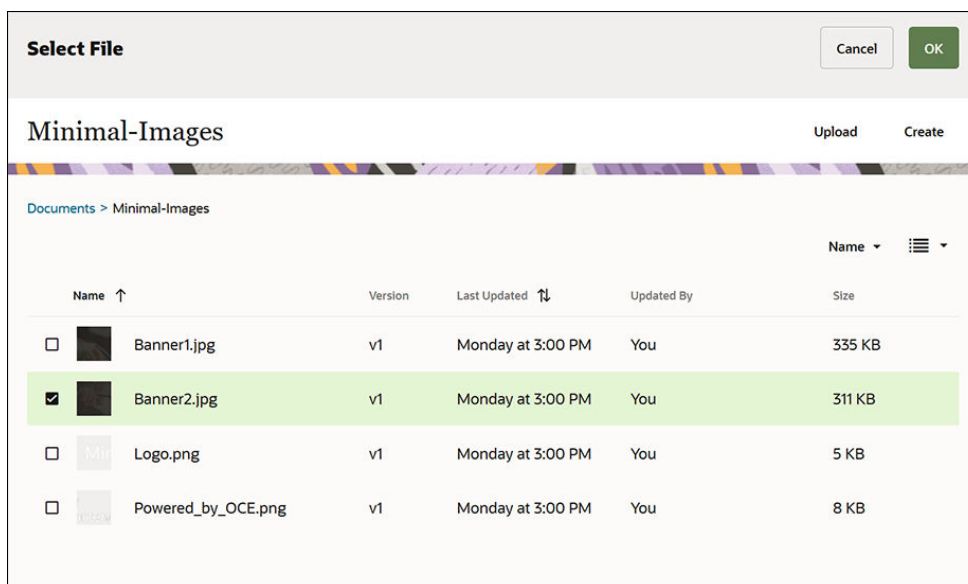 Select File
Cancel
OK
Minimal-Images
Upload
Create
Documents > Minimal-Images
Name
Name Version Last Updated Updated By Size
Banner1.jpg v1 Monday at 3:00 PM You 335 KB
Banner2.jpg v1 Monday at 3:00 PM You 311 KB
Logo.png v1 Monday at 3:00 PM You 5 KB
Powered_by_OCE.png v1 Monday at 3:00 PM You 8 KB